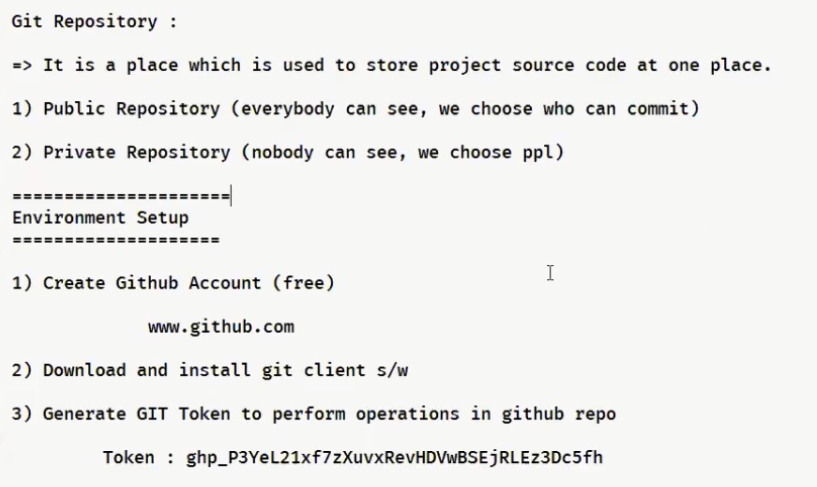 Git Repository :
=> It is a place which is used to store project source code at one place.
1) Public Repository (everybody can see, we choose who can commit)
2) Private Repository (nobody can see, we choose ppl)
=====================
Environment Setup
====================
1) Create Github Account (free)
www.github.com
2) Download and install git client s/w
3) Generate GIT Token to perform operations in github repo
Token : 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